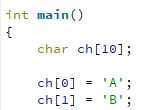 int main()
{
    char ch[10];

    ch[0] = 'A';
    ch[1] = 'B';